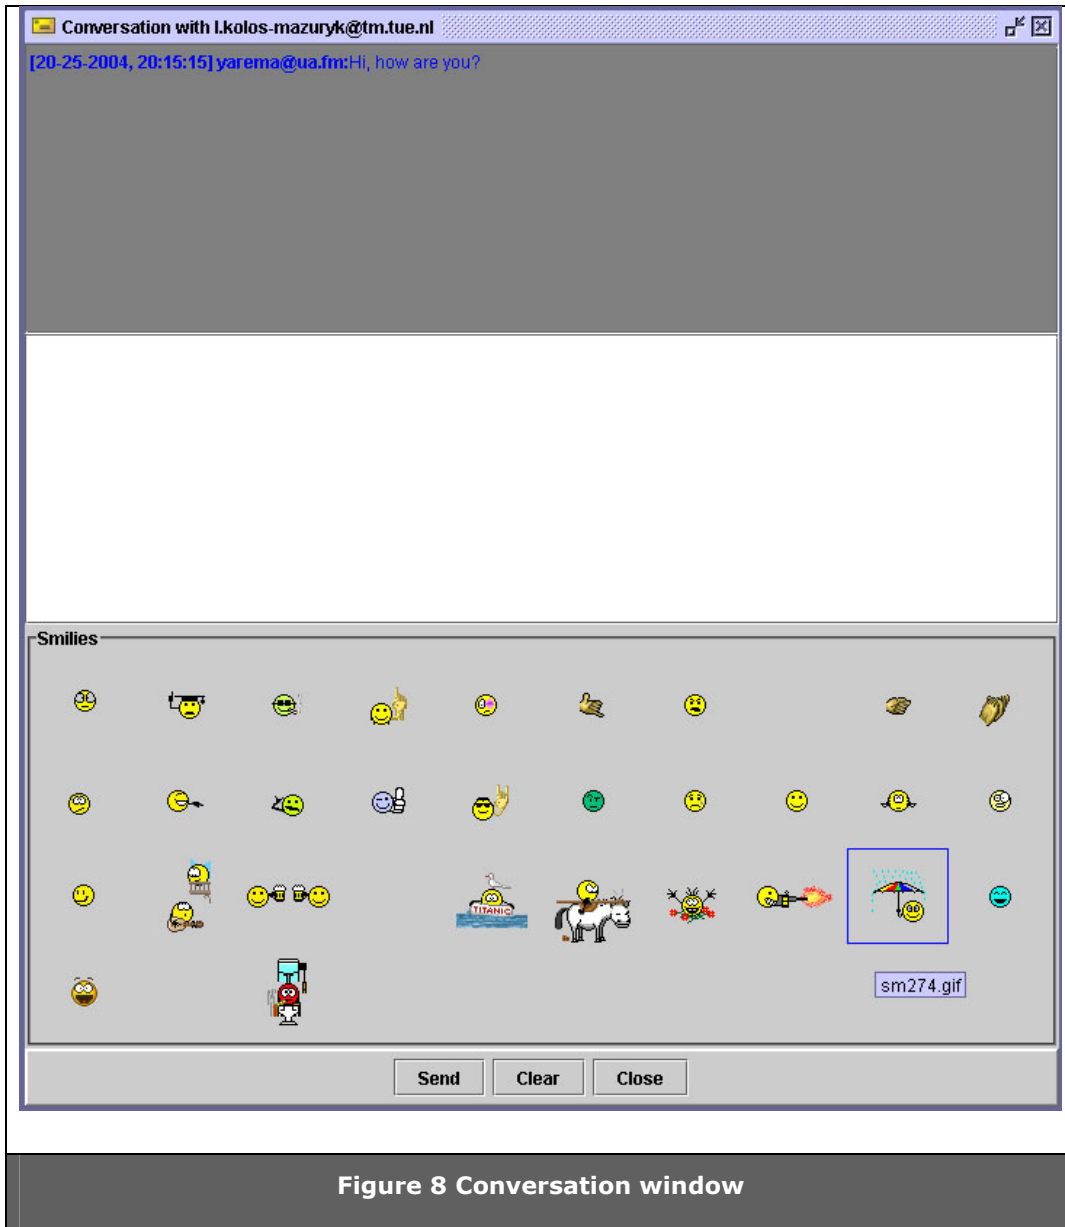 Conversation with l.kolos-mazuryk@tm.tue.nl
[20-25-2004, 20:15:15] yarema@ua.fm:Hi, how are you?
Smilies
TITANIC
sm274.gif
Send Clear Close
Figure 8 Conversation window